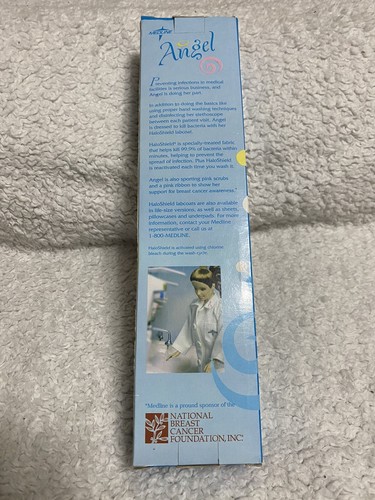 MEDLINE
Angel
Preventing infections in medical
facilities is serious business, and
Angel is doing her part.
In addition to doing the basics like
using proper hand washing techniques
and disinfecting her stethoscope
between each patient visit, Angel
is dressed to kill bacteria with her
HaloShield labcoat.
HaloShield® is specially-treated fabric
that helps kill 99.9% of bacteria within
minutes, helping to prevent the
spread of infection. Plus HaloShield
is reactivated each time you wash it.
Angel is also sporting pink scrubs
and a pink ribbon to show her
support for breast cancer awareness.*
HaloShield labcoats are also available
in life-size versions, as well as sheets,
pillowcases and underpads. For more
information, contact your Medline
representative or call us at
1-800-MEDLINE.
HaloShield is activated using chlorine
bleach during the wash cycle.
*Medline is a proud sponsor of the
NATIONAL
BREAST
CANCER
FOUNDATION, INC.®